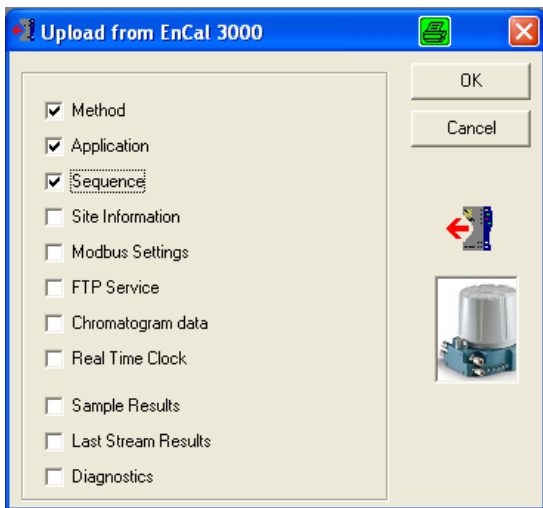 Upload from EnCal 3000
OK
Cancel
Method
Application
Sequence
Site Information
Modbus Settings
FTP Service
Chromatogram data
Real Time Clock
Sample Results
Last Stream Results
Diagnostics